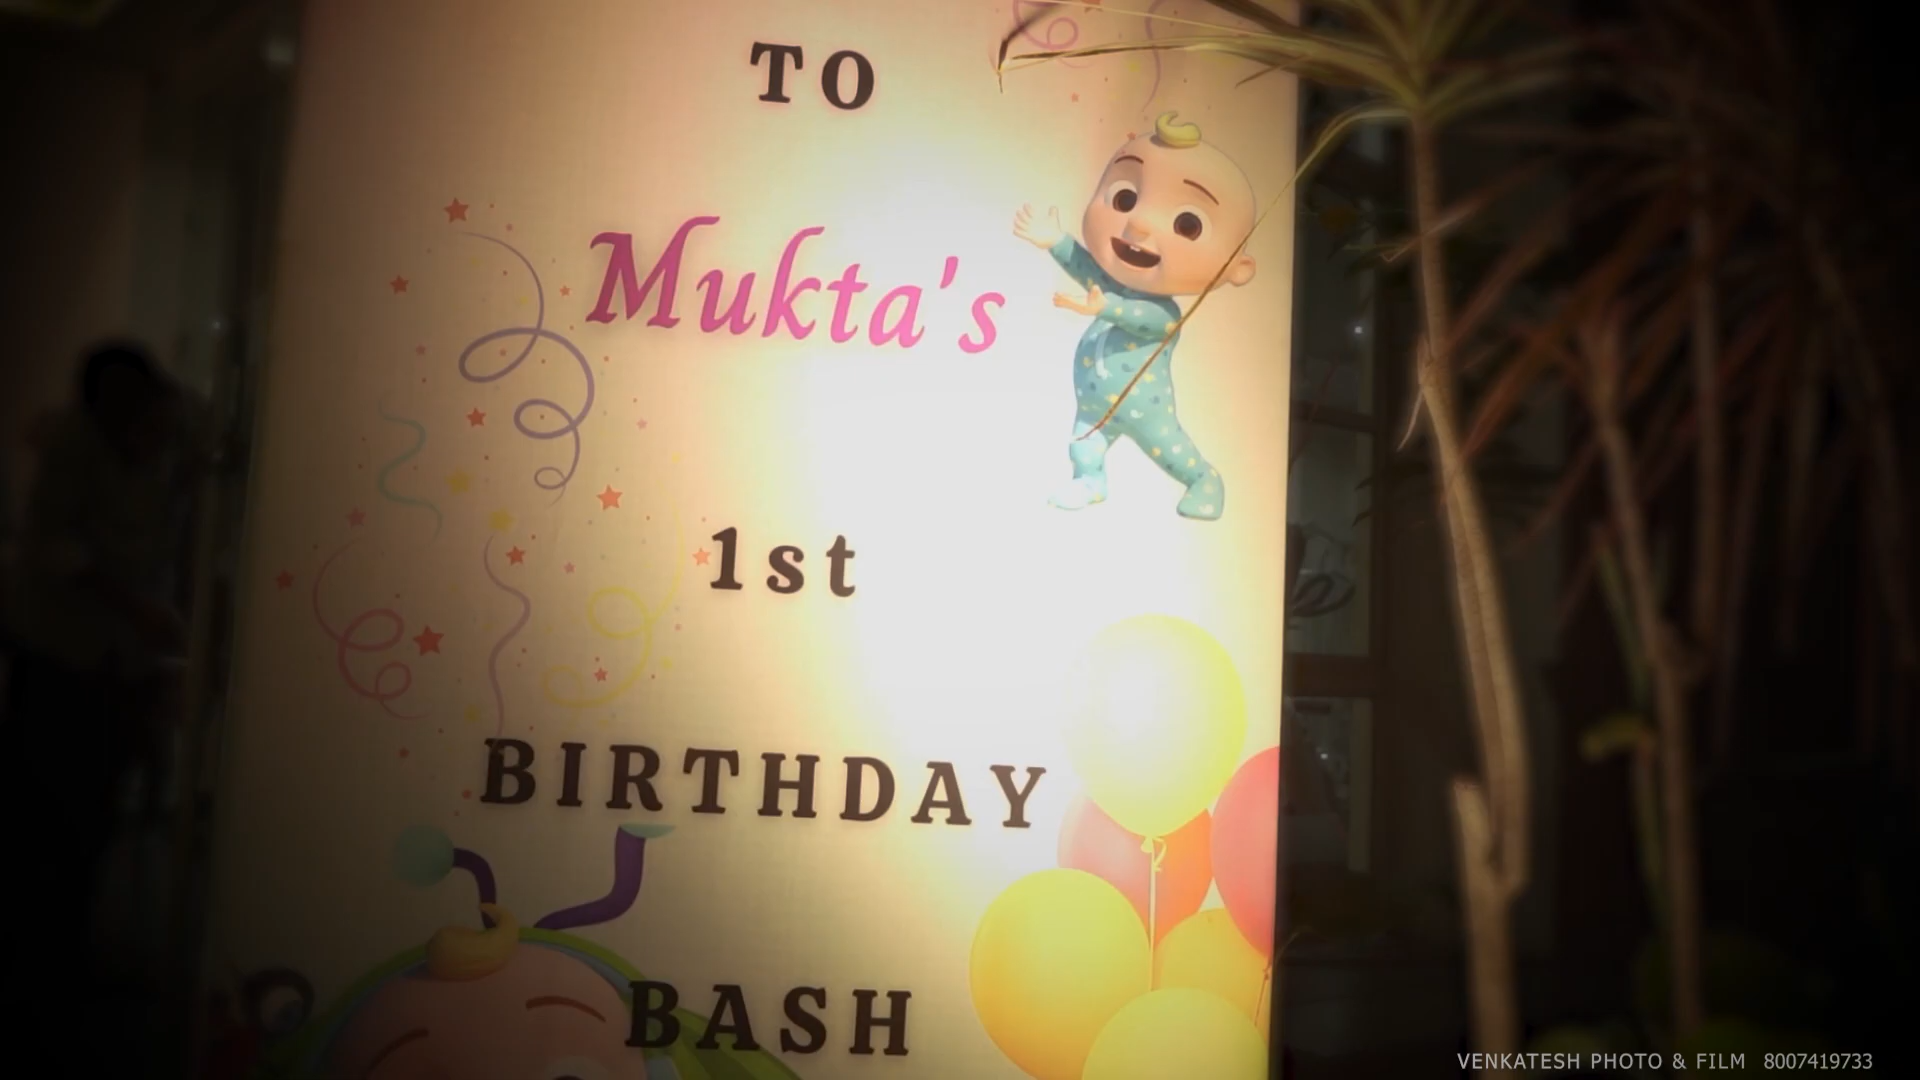 TO
Mukta's
1st
BIRTHDAY
BASH
VENKATESH PHOTO & FILM 8007419733